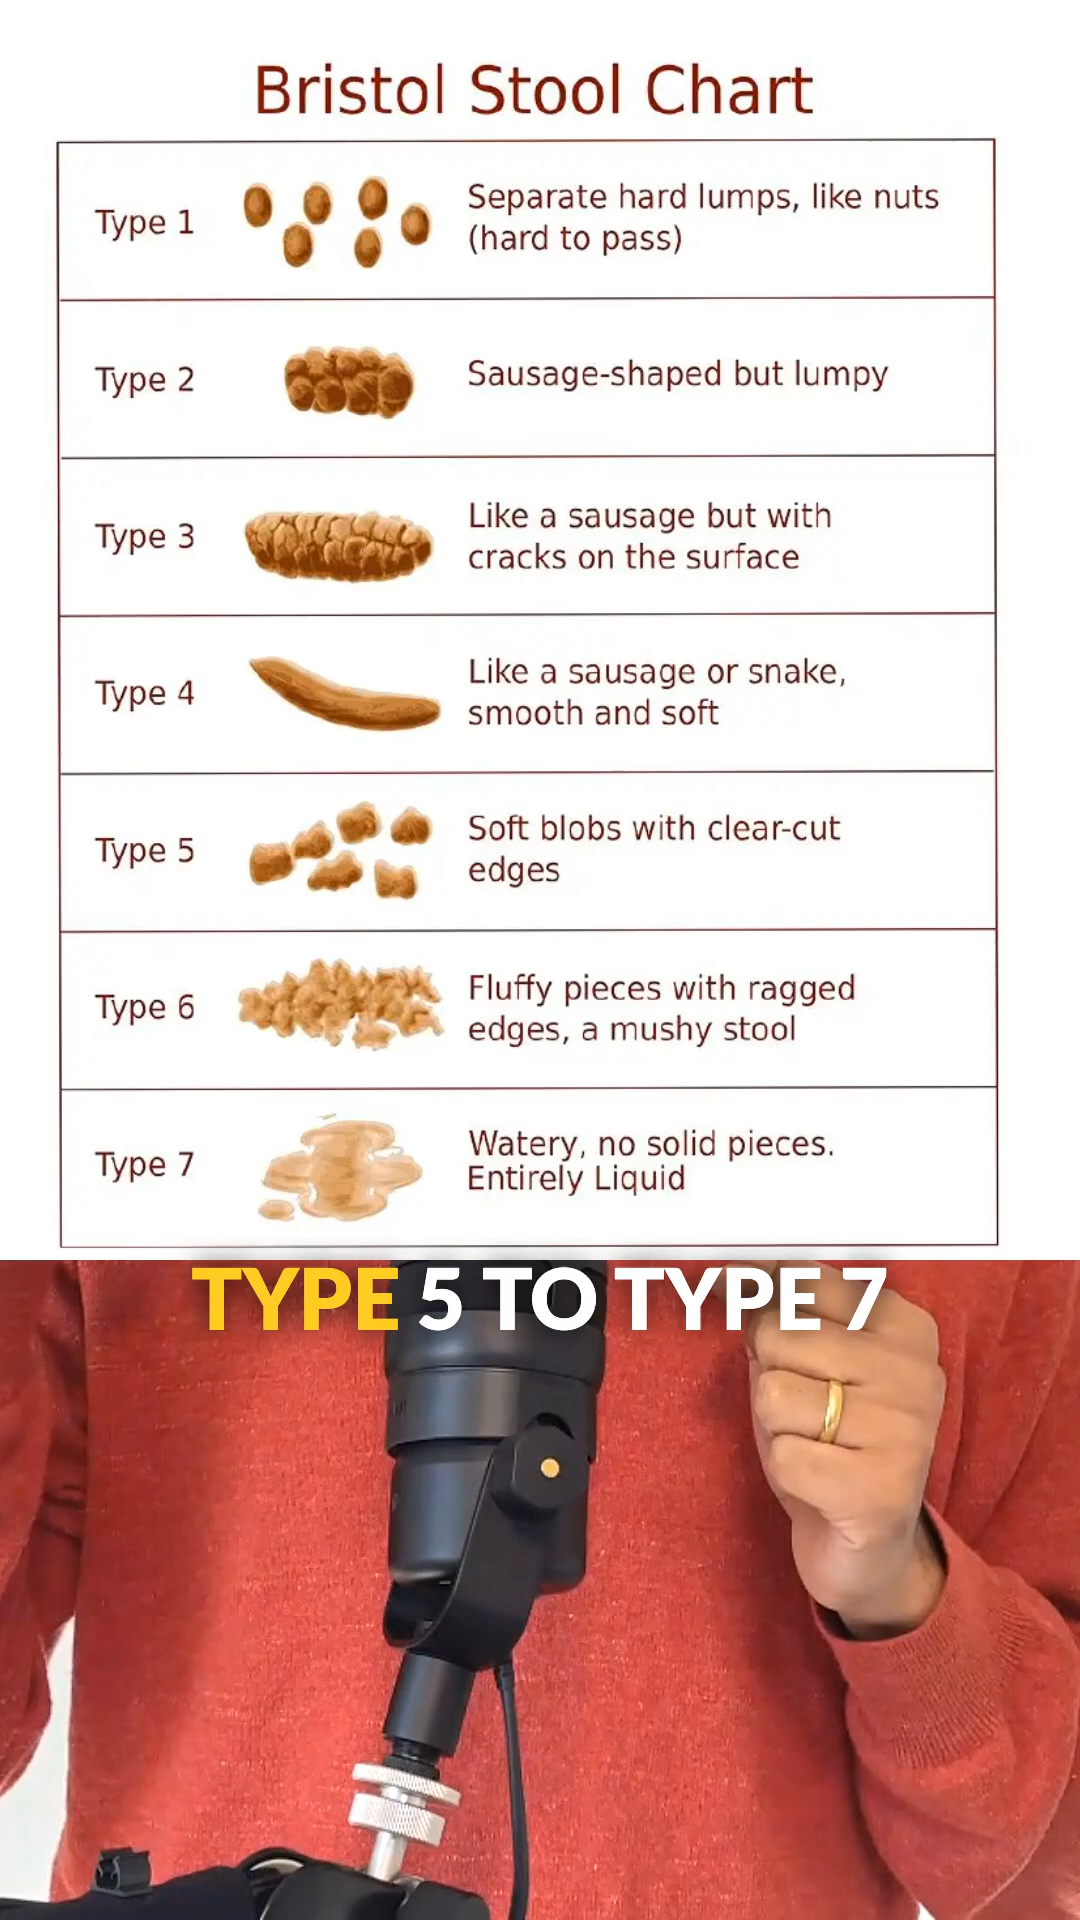 Bristol Stool Chart
Type 1
Separate hard lumps, like nuts
(hard to pass)
Type 2
Sausage-shaped but lumpy
Type 3
Like a sausage but with
cracks on the surface
Type 4
Like a sausage or snake,
smooth and soft
Type 5
Soft blobs with clear-cut
edges
Type 6
Fluffy pieces with ragged
edges, a mushy stool
Type 7
Watery, no solid pieces.
Entirely Liquid
TYPE 5 TO TYPE 7